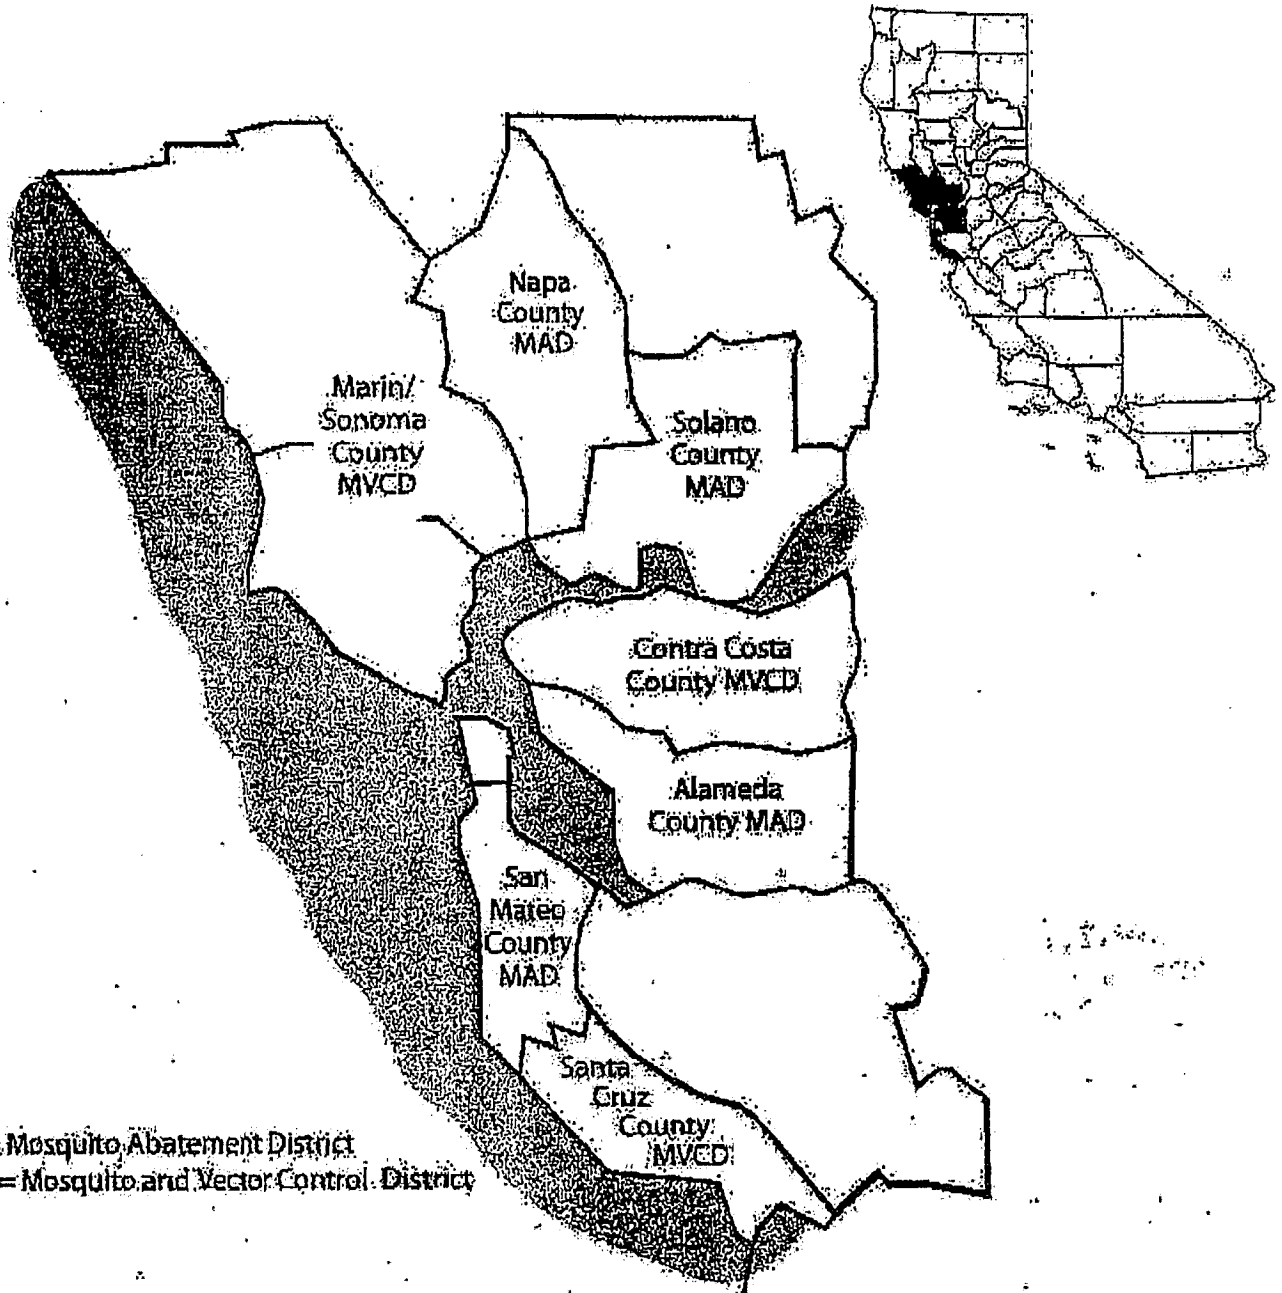 Napa
County
MAD
Marin/
Sonoma
County
MVCD
Solano
County
MAD
Contra Costa
County MVCD
Alameda
County MAD
San
Mateo
County
MAD
Santa
Cruz
County
MVCD
Mosquito Abatement District
= Mosquito and Vector Control District